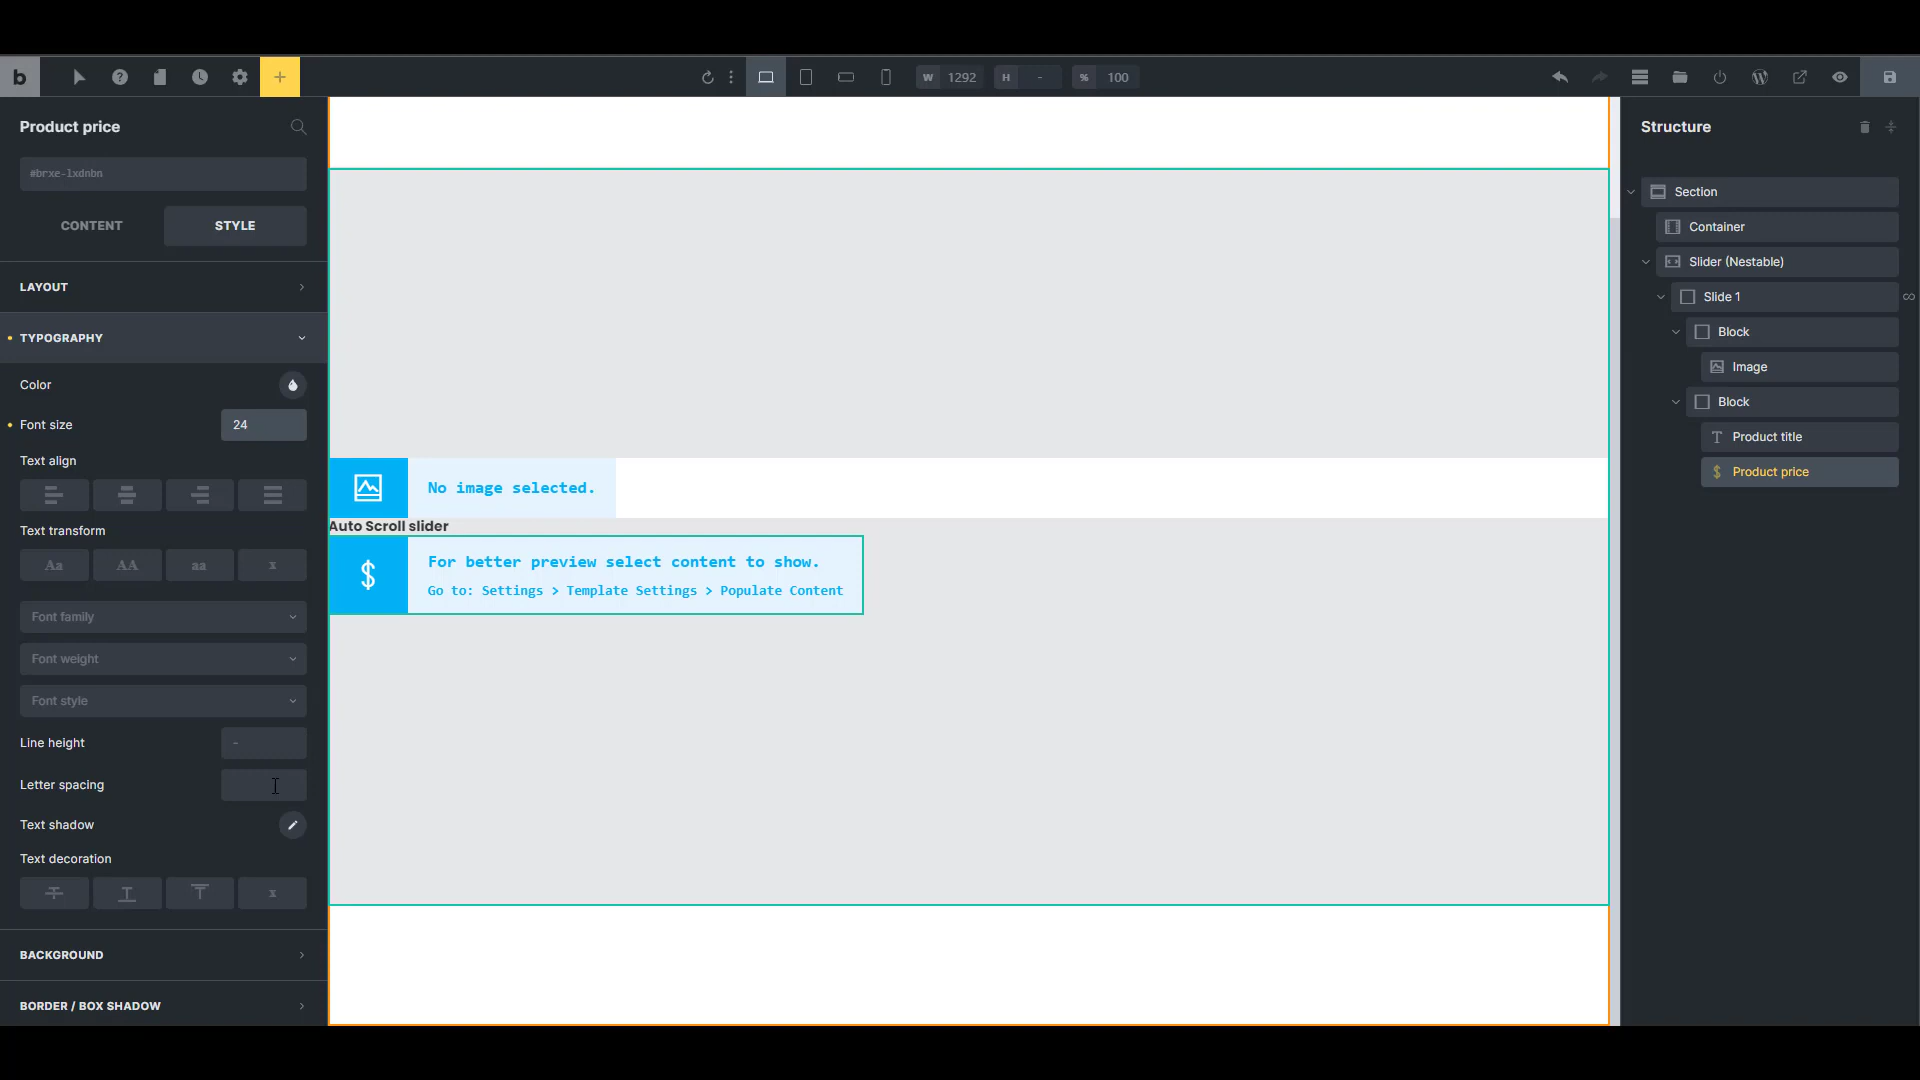 b
W 1292
H -
% 100
Product price
#brxe-lxdnbn
CONTENT
STYLE
LAYOUT
TYPOGRAPHY
Color
Font size
24
Text align
Text transform
Aa
AA
aa
x
Font family
Font weight
Font style
Line height
-
Letter spacing
Text shadow
Text decoration
x
BACKGROUND
BORDER / BOX SHADOW
No image selected.
Auto Scroll slider
$
For better preview select content to show.
Go to: Settings > Template Settings > Populate Content
Structure
Section
Container
Slider (Nestable)
Slide 1
Block
Image
Block
T Product title
$ Product price